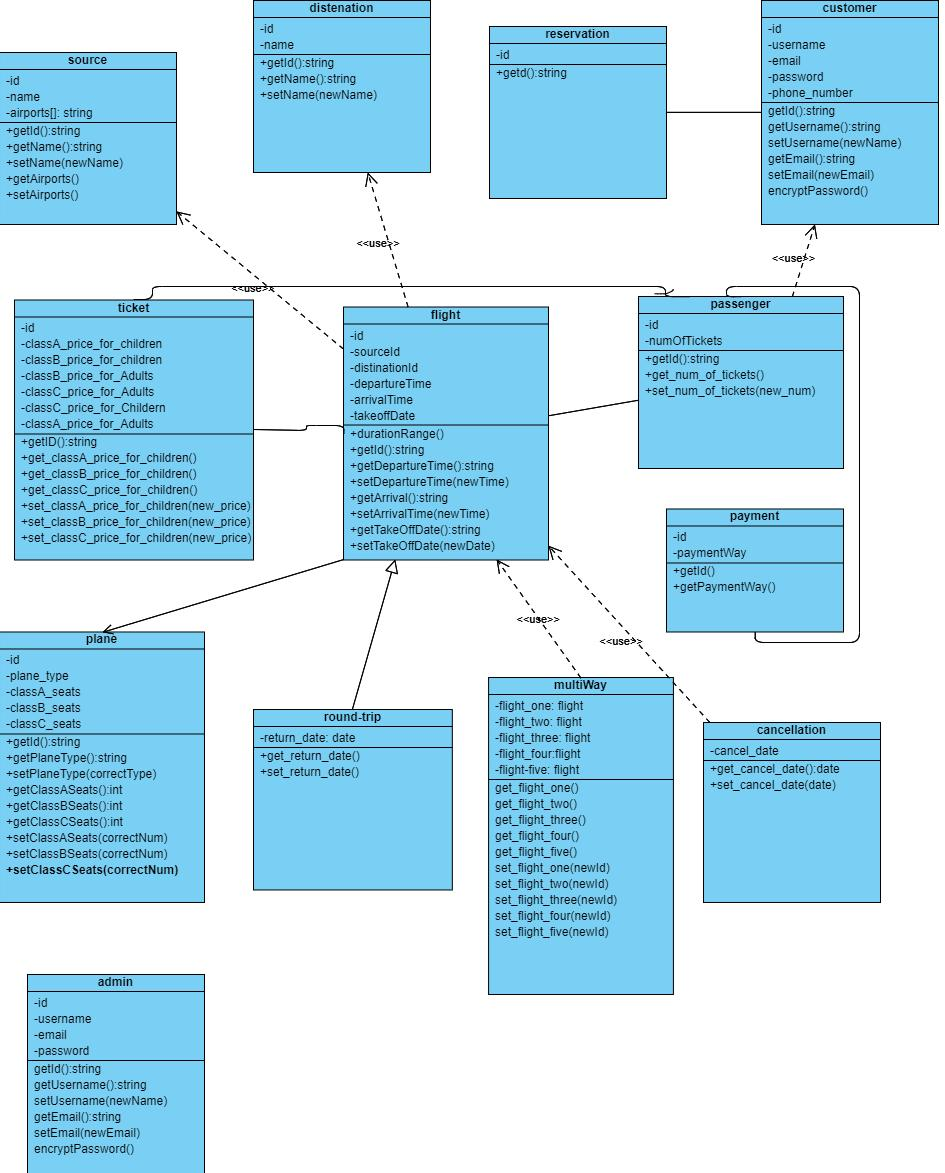 distenation
-id
-name
+getId():string
+getName():string
+setName(newName)
customer
-id
-username
-email
-password
-phone_number
getId():string
getUsername():string
setUsername(newName)
getEmail():string
setEmail(newEmail)
encryptPassword()
reservation
-id
+getd():string
source
-id
-name
-airports[]: string
+getId():string
+getName():string
+setName(newName)
+getAirports()
+setAirports()
<<use>>
<<use>>
<<use>>
ticket
-id
-classA_price_for_children
-classB_price_for_children
-classB_price_for_Adults
-classC_price_for_Adults
-classC_price_for_Childern
-classA_price_for_Adults
+getID():string
+get_classA_price_for_children()
+get_classB_price_for_children()
+get_classC_price_for_children()
+set_classA_price_for_children(new_price)
+set_classB_price_for_children(new_price)
+set_classC_price_for_children(new_price)
flight
-id
-sourceId
-distinationId
-departureTime
-arrivalTime
-takeoffDate
+durationRange()
+getId():string
+getDepartureTime():string
+setDepartureTime(newTime)
+getArrival():string
+setArrivalTime(newTime)
+getTakeOffDate():string
+setTakeOffDate(newDate)
passenger
-id
-numOfTickets
+getId():string
+get_num_of_tickets()
+set_num_of_tickets(new_num)
payment
-id
-paymentWay
+getId()
+getPaymentWay()
<<use>>
<<use>>
plane
-id
-plane_type
-classA_seats
-classB_seats
-classC_seats
+getId():string
+getPlaneType():string
+setPlaneType(correctType)
+getClassASeats():int
+getClassBSeats():int
+getClassCSeats():int
+setClassASeats(correctNum)
+setClassBSeats(correctNum)
+setClassCSeats(correctNum)
round-trip
-return_date: date
+get_return_date()
+set_return_date()
multiWay
-flight_one: flight
-flight_two: flight
-flight_three: flight
-flight_four:flight
-flight-five: flight
get_flight_one()
get_flight_two()
get_flight_three()
get_flight_four()
get_flight_five()
set_flight_one(newId)
set_flight_two(newId)
set_flight_three(newId)
set_flight_four(newId)
set_flight_five(newId)
cancellation
-cancel_date
+get_cancel_date():date
+set_cancel_date(date)
admin
-id
-username
-email
-password
getId():string
getUsername():string
setUsername(newName)
getEmail():string
setEmail(newEmail)
encryptPassword()